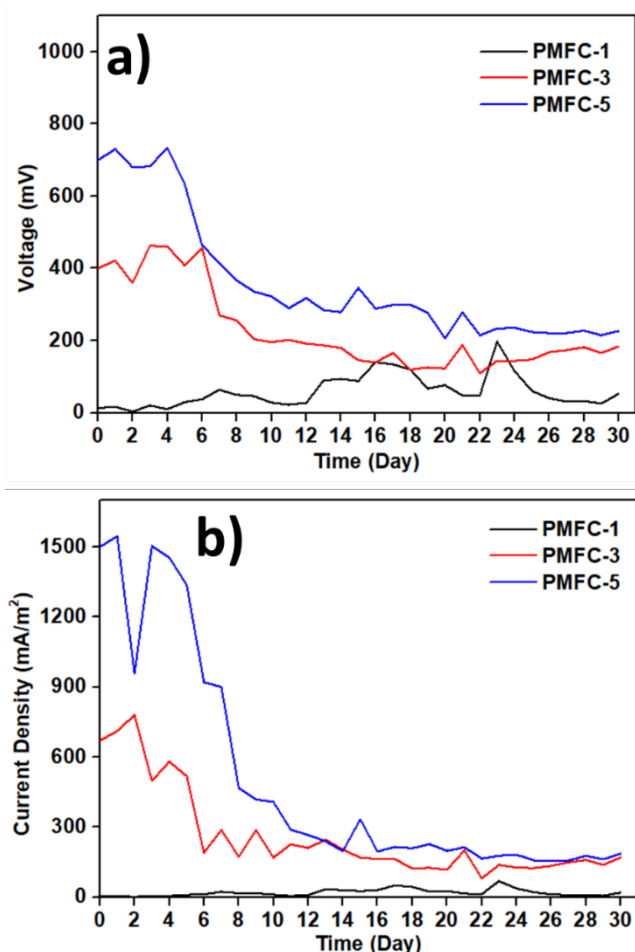 a)
PMFC-1
PMFC-3
PMFC-5
1000
800
600
400
200
0
Voltage (mV)
0 2 4 6 8 10 12 14 16 18 20 22 24 26 28 30
Time (Day)
b)
PMFC-1
PMFC-3
PMFC-5
1500
1200
900
600
300
0
Current Density (mA/m²)
0 2 4 6 8 10 12 14 16 18 20 22 24 26 28 30
Time (Day)